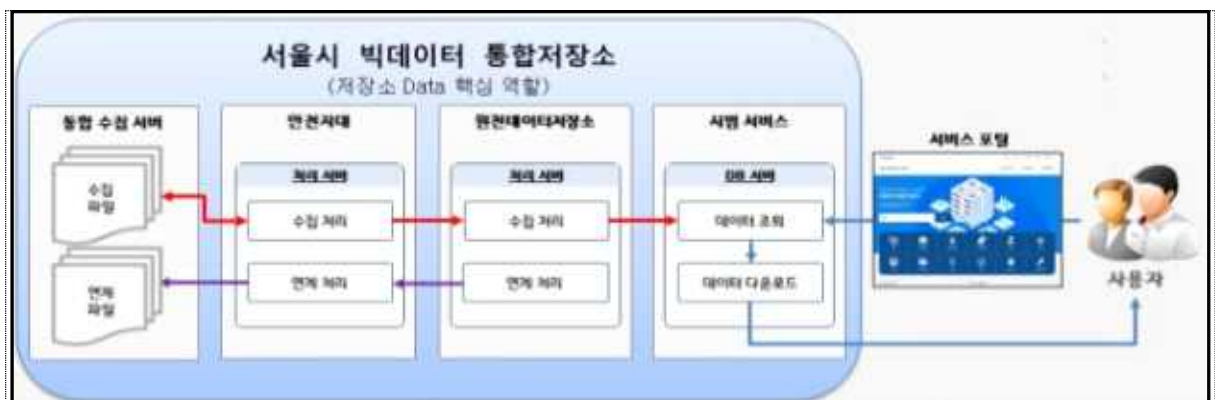 서울시 빅데이터 통합저장소
(저장소 Data 핵심 역할)
통합 수집 서버
안전지대
원천데이터저장소
시범 서비스
서비스 포털
처리 서버
처리 서버
DB 서버
수집
파일
수집 처리
수집 처리
데이터 조회
연계
파일
연계 처리
연계 처리
데이터 다운로드
사용자